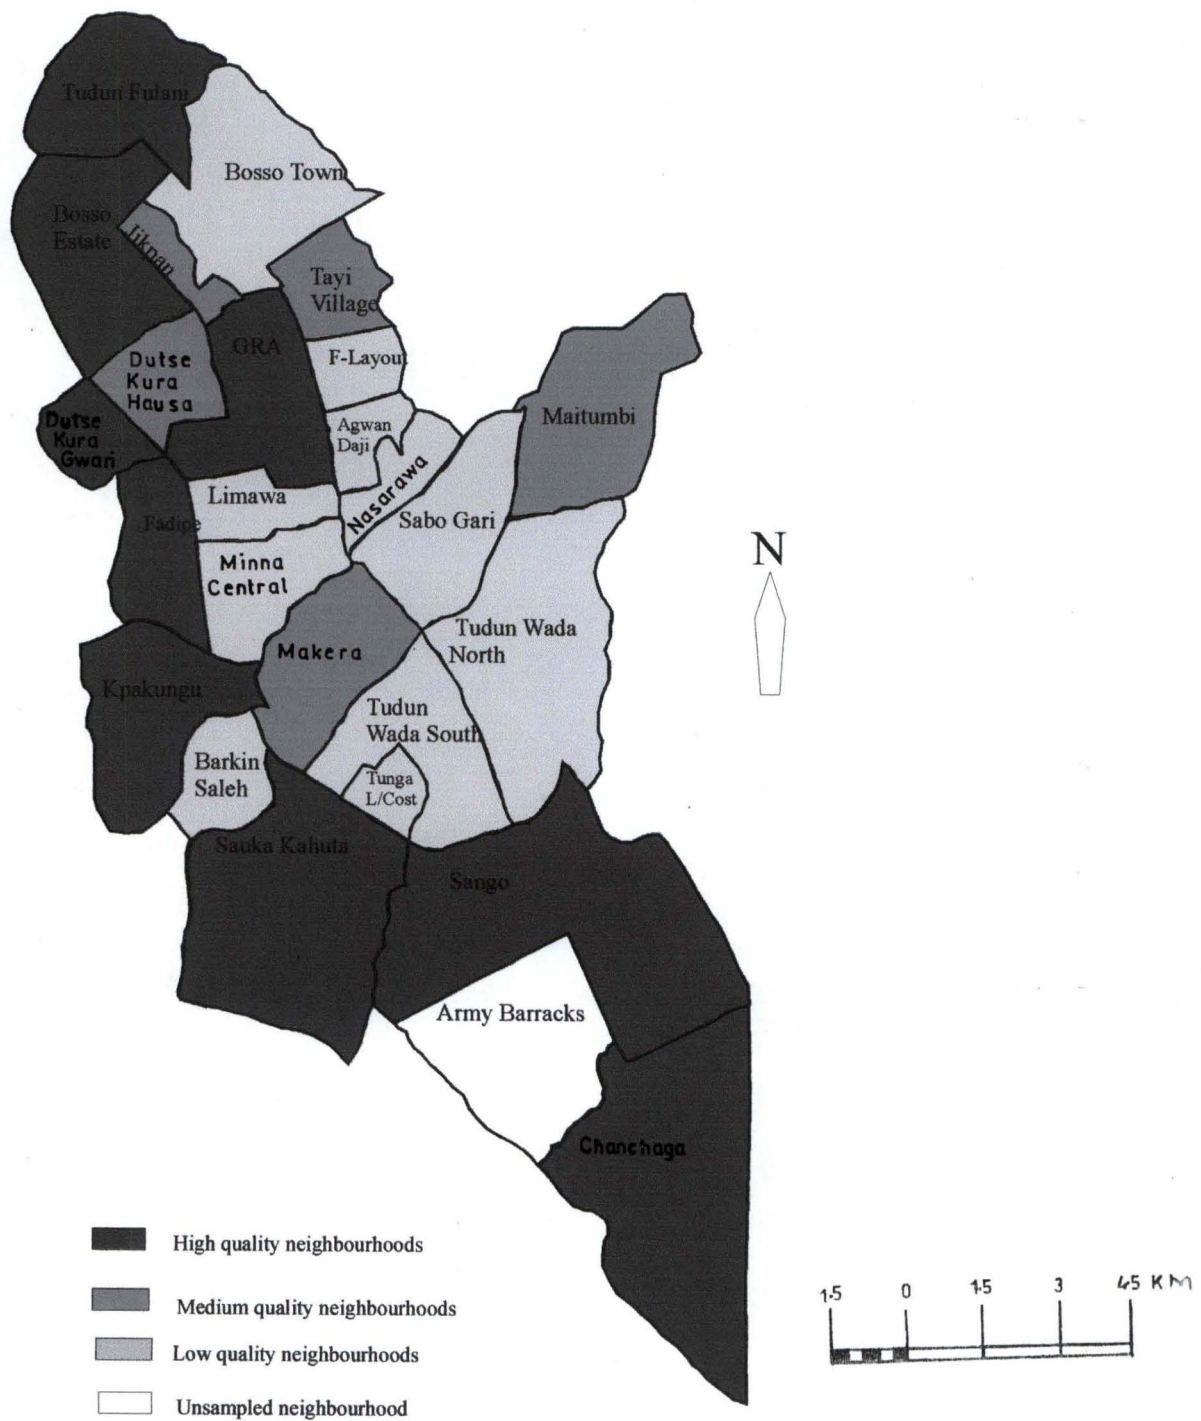 Tudun Fulani
Bosso Town
Bosso
Estate
Jikpan
Tayi
Village
GRA
F-Layout
Dutse
Kura
Hausa
Maitumbi
Dutse
Kura
Gwari
Agwan
Daji
Nasarawa
Limawa
Fadipe
Sabo Gari
Minna
Central
N
Tudun Wada
North
Makera
Kpakungu
Tudun
Wada South
Barkin
Saleh
Tunga
L/Cost
Sauka Kahuta
Sango
Army Barracks
Chanchaga
High quality neighbourhoods
Medium quality neighbourhoods
Low quality neighbourhoods
Unsampled neighbourhood
1.5 0 1.5 3 4.5 KM